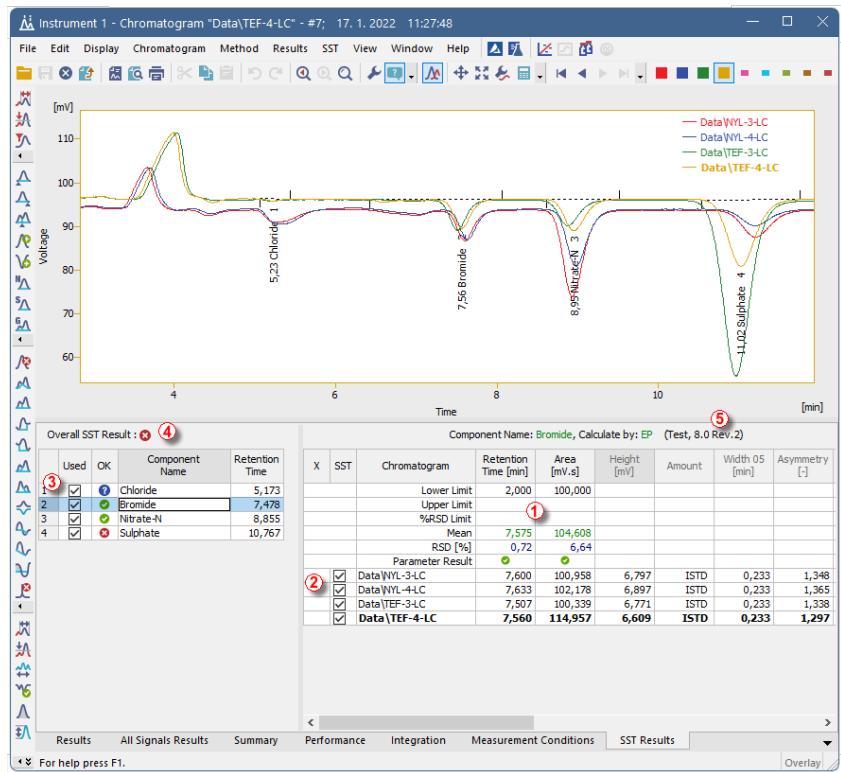 Instrument 1 - Chromatogram "Data\TEF-4-LC" - #7; 17. 1. 2022 11:27:48
File Edit Display Chromatogram Method Results SST View Window Help
[mV]
110
100
90
80
70
60
Voltage
Data\NYL-3-LC
Data\NYL-4-LC
Data\TEF-3-LC
Data\TEF-4-LC
5,23 Chloride 1
7,56 Bromide 2
8,95 Nitrate-N 3
11,02 Sulphate 4
4 6 8 10
Time
[min]
Overall SST Result : 4
Used OK Component Name Retention Time
3
1 Chloride 5,173
2 Bromide 7,478
3 Nitrate-N 8,855
4 Sulphate 10,767
5
Component Name: Bromide, Calculate by: EP (Test, 8.0 Rev.2)
X SST Chromatogram Retention Time [min] Area [mV.s] Height [mV] Amount Width 05 [min] Asymmetry [-]
Lower Limit 2,000 100,000
Upper Limit
1
%RSD Limit
Mean 7,575 104,608
RSD [%] 0,72 6,64
Parameter Result
2
Data\NYL-3-LC 7,600 100,958 6,797 ISTD 0,233 1,348
Data\NYL-4-LC 7,633 102,178 6,897 ISTD 0,233 1,365
Data\TEF-3-LC 7,507 100,339 6,771 ISTD 0,233 1,338
Data\TEF-4-LC 7,560 114,957 6,609 ISTD 0,233 1,297
Results All Signals Results Summary Performance Integration Measurement Conditions SST Results
For help press F1.
Overlay